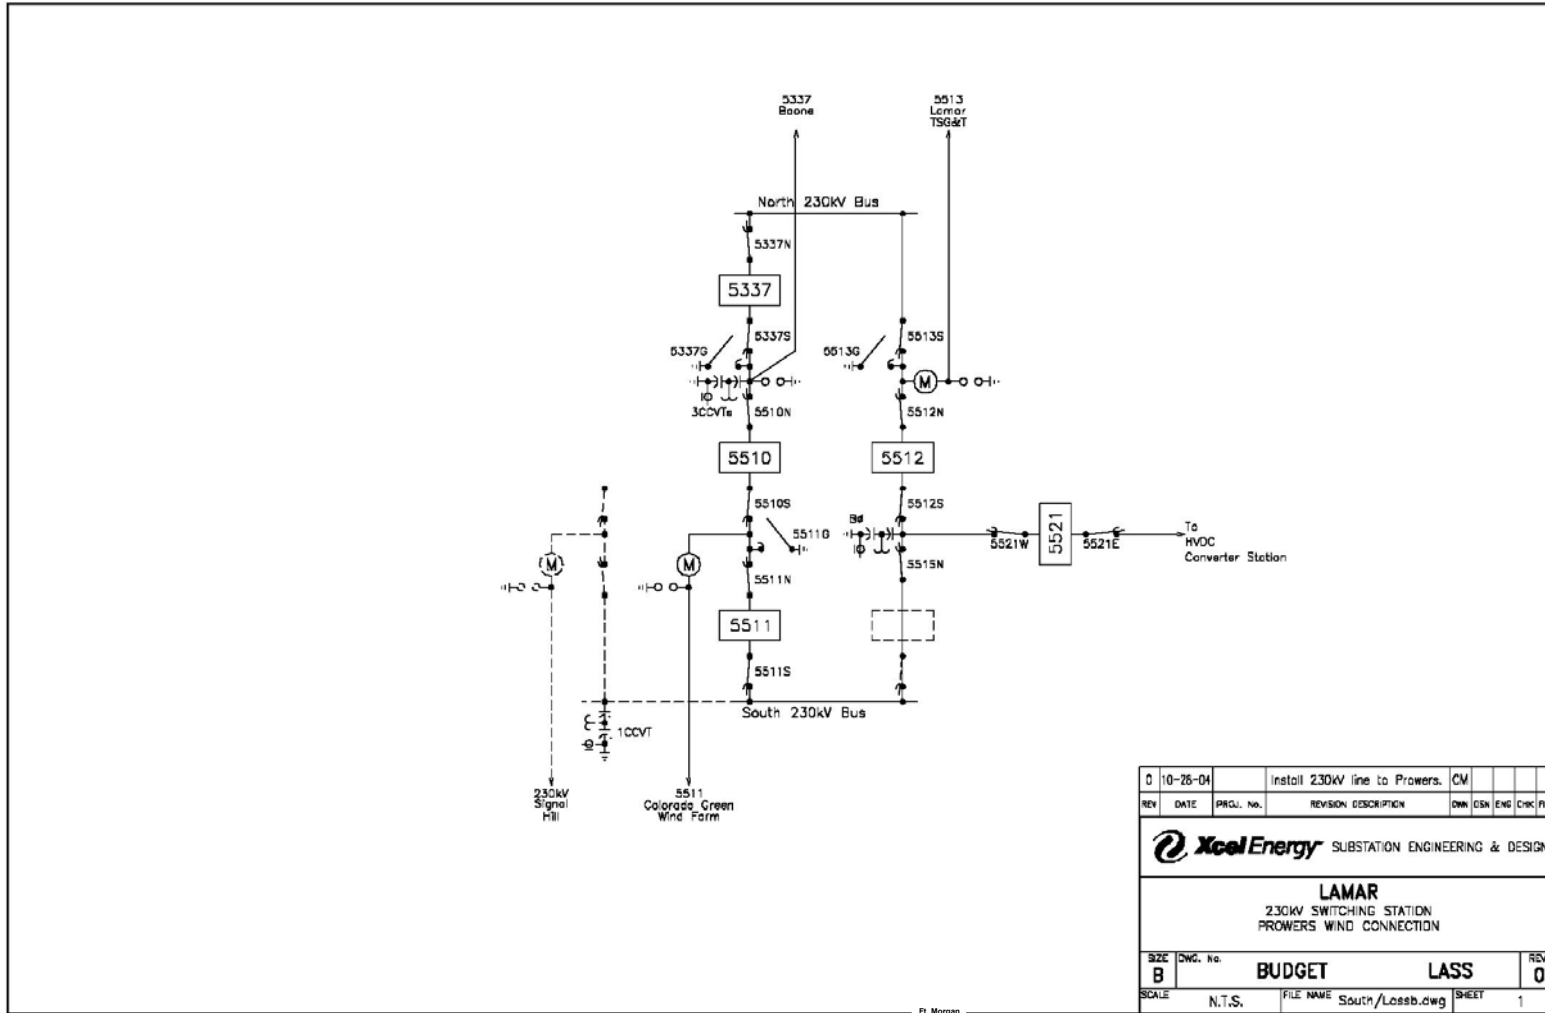 5337
Boone
5513
Lamar
TSG&T
North 230kV Bus
5337N
5337
5337S
5337G
5513G
5513S
M
3CCVTs
5510N
5512N
5510
5512
5510S
5512S
5511G
BØ
5521W
5521
5521E
To
HVDC
Converter Station
M
M
5511N
5515N
5511
5511S
South 230kV Bus
1CCVT
230kV
Signal
Hill
5511
Colorado Green
Wind Farm
0 10-28-04 Install 230kV line to Prowers. CM
REV DATE PROJ. No. REVISION DESCRIPTION DWN DSN ENG CHK
Xcel Energy SUBSTATION ENGINEERING & DESIGN
LAMAR
230kV SWITCHING STATION
PROWERS WIND CONNECTION
SIZE DWG. No. REV
B BUDGET LASS 0
SCALE N.T.S. FILE NAME South/Lassb.dwg SHEET 1
Ft. Morgan